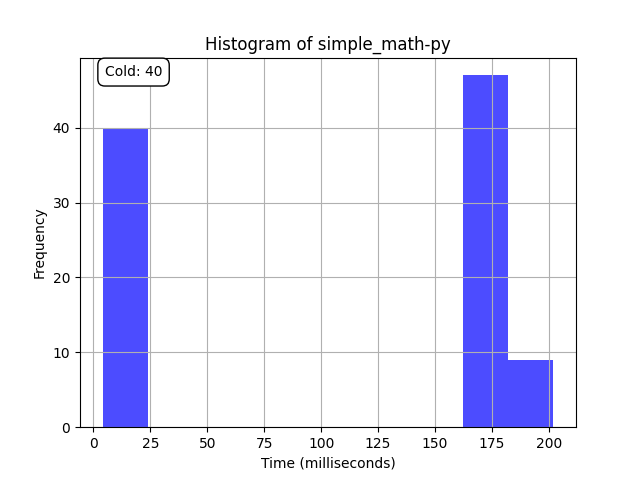 Histogram of simple_math-py
Cold: 40
Frequency
40
30
20
10
0
0 25 50 75 100 125 150 175 200
Time (milliseconds)